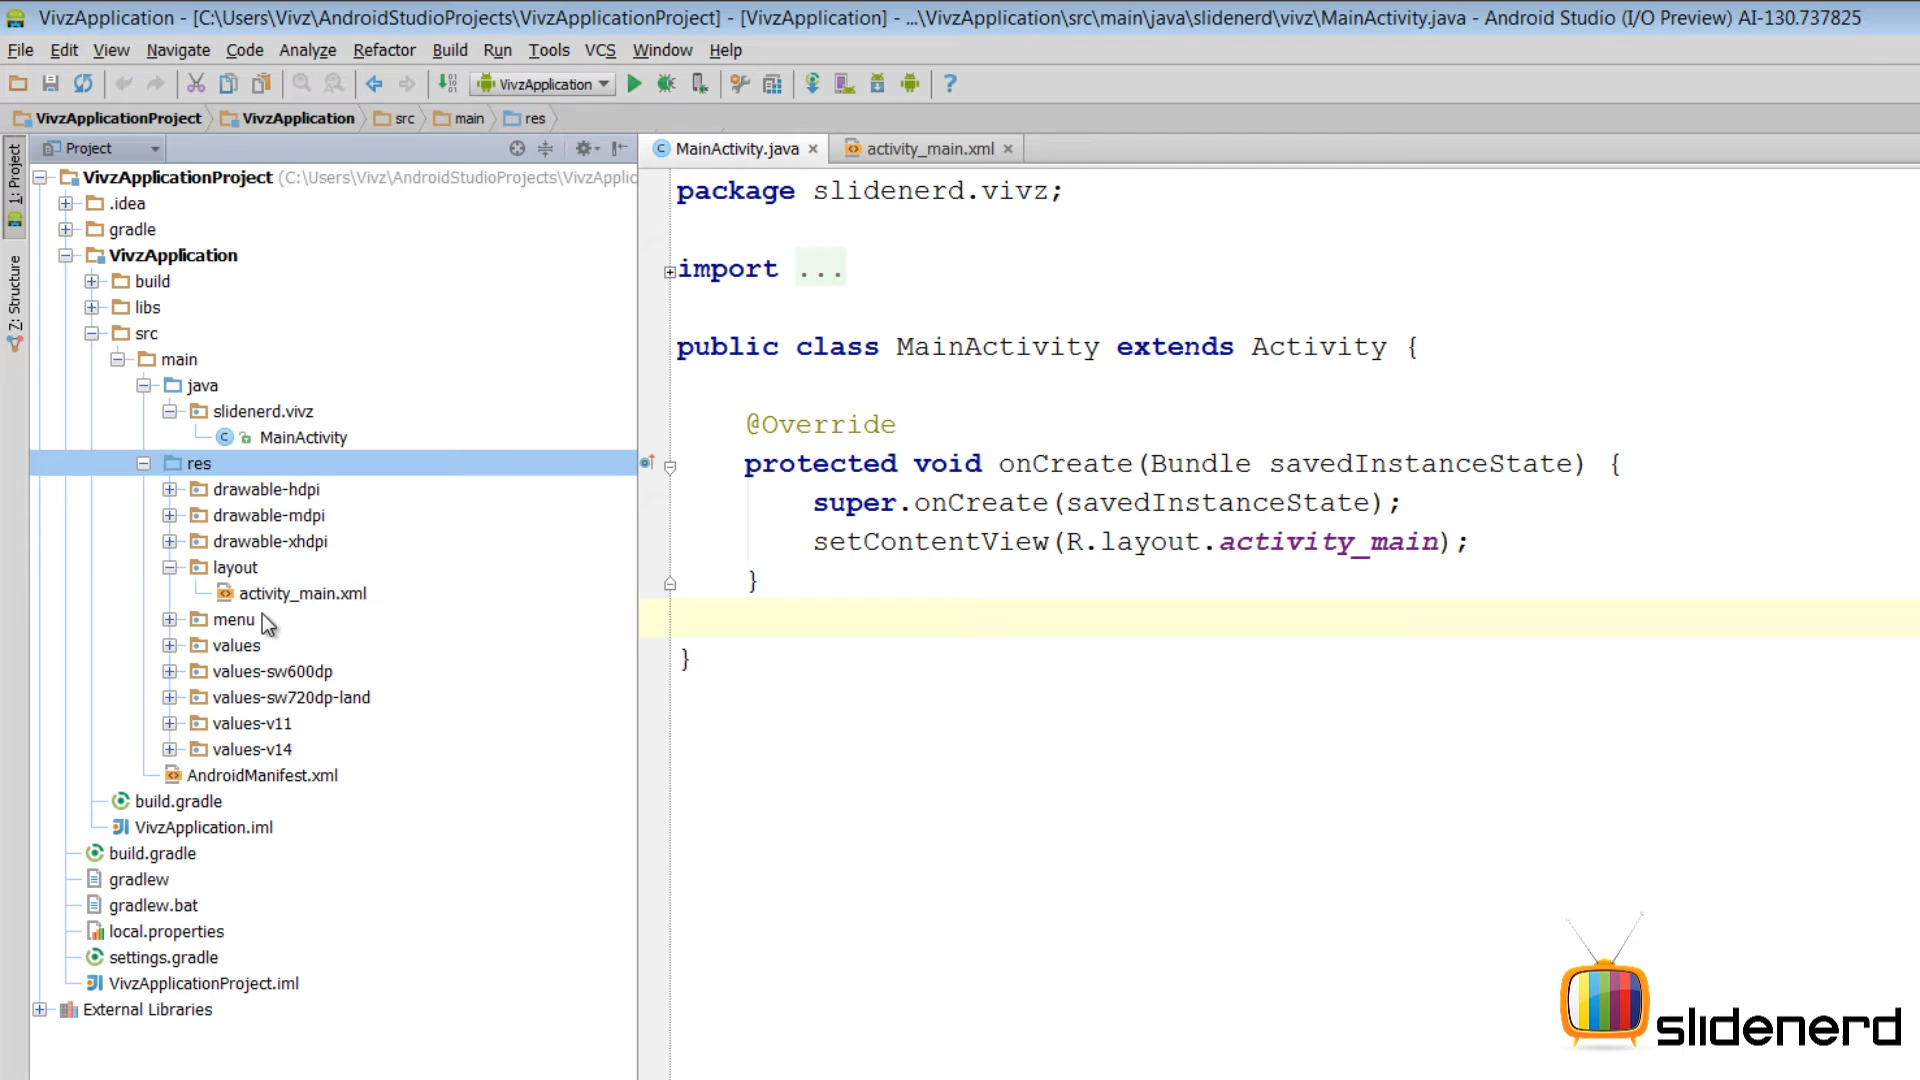 VivzApplication - [C:\Users\Vivz\AndroidStudioProjects\VivzApplicationProject] - [VivzApplication] - ...\VivzApplication\src\main\java\slidenerd\vivz\MainActivity.java - Android Studio (I/O Preview) AI-130.737825
File Edit View Navigate Code Analyze Refactor Build Run Tools VCS Window Help
VivzApplication
VivzApplicationProject VivzApplication src main res
1: Project
Z: Structure
Project
VivzApplicationProject (C:\Users\Vivz\AndroidStudioProjects\VivzApplic
.idea
gradle
VivzApplication
build
libs
src
main
java
slidenerd.vivz
MainActivity
res
drawable-hdpi
drawable-mdpi
drawable-xhdpi
layout
activity_main.xml
menu
values
values-sw600dp
values-sw720dp-land
values-v11
values-v14
AndroidManifest.xml
build.gradle
VivzApplication.iml
build.gradle
gradlew
gradlew.bat
local.properties
settings.gradle
VivzApplicationProject.iml
External Libraries
MainActivity.java activity_main.xml
package slidenerd.vivz;
import ...
public class MainActivity extends Activity {
@Override
protected void onCreate(Bundle savedInstanceState) {
super.onCreate(savedInstanceState);
setContentView(R.layout.activity_main);
}
}
slidenerd